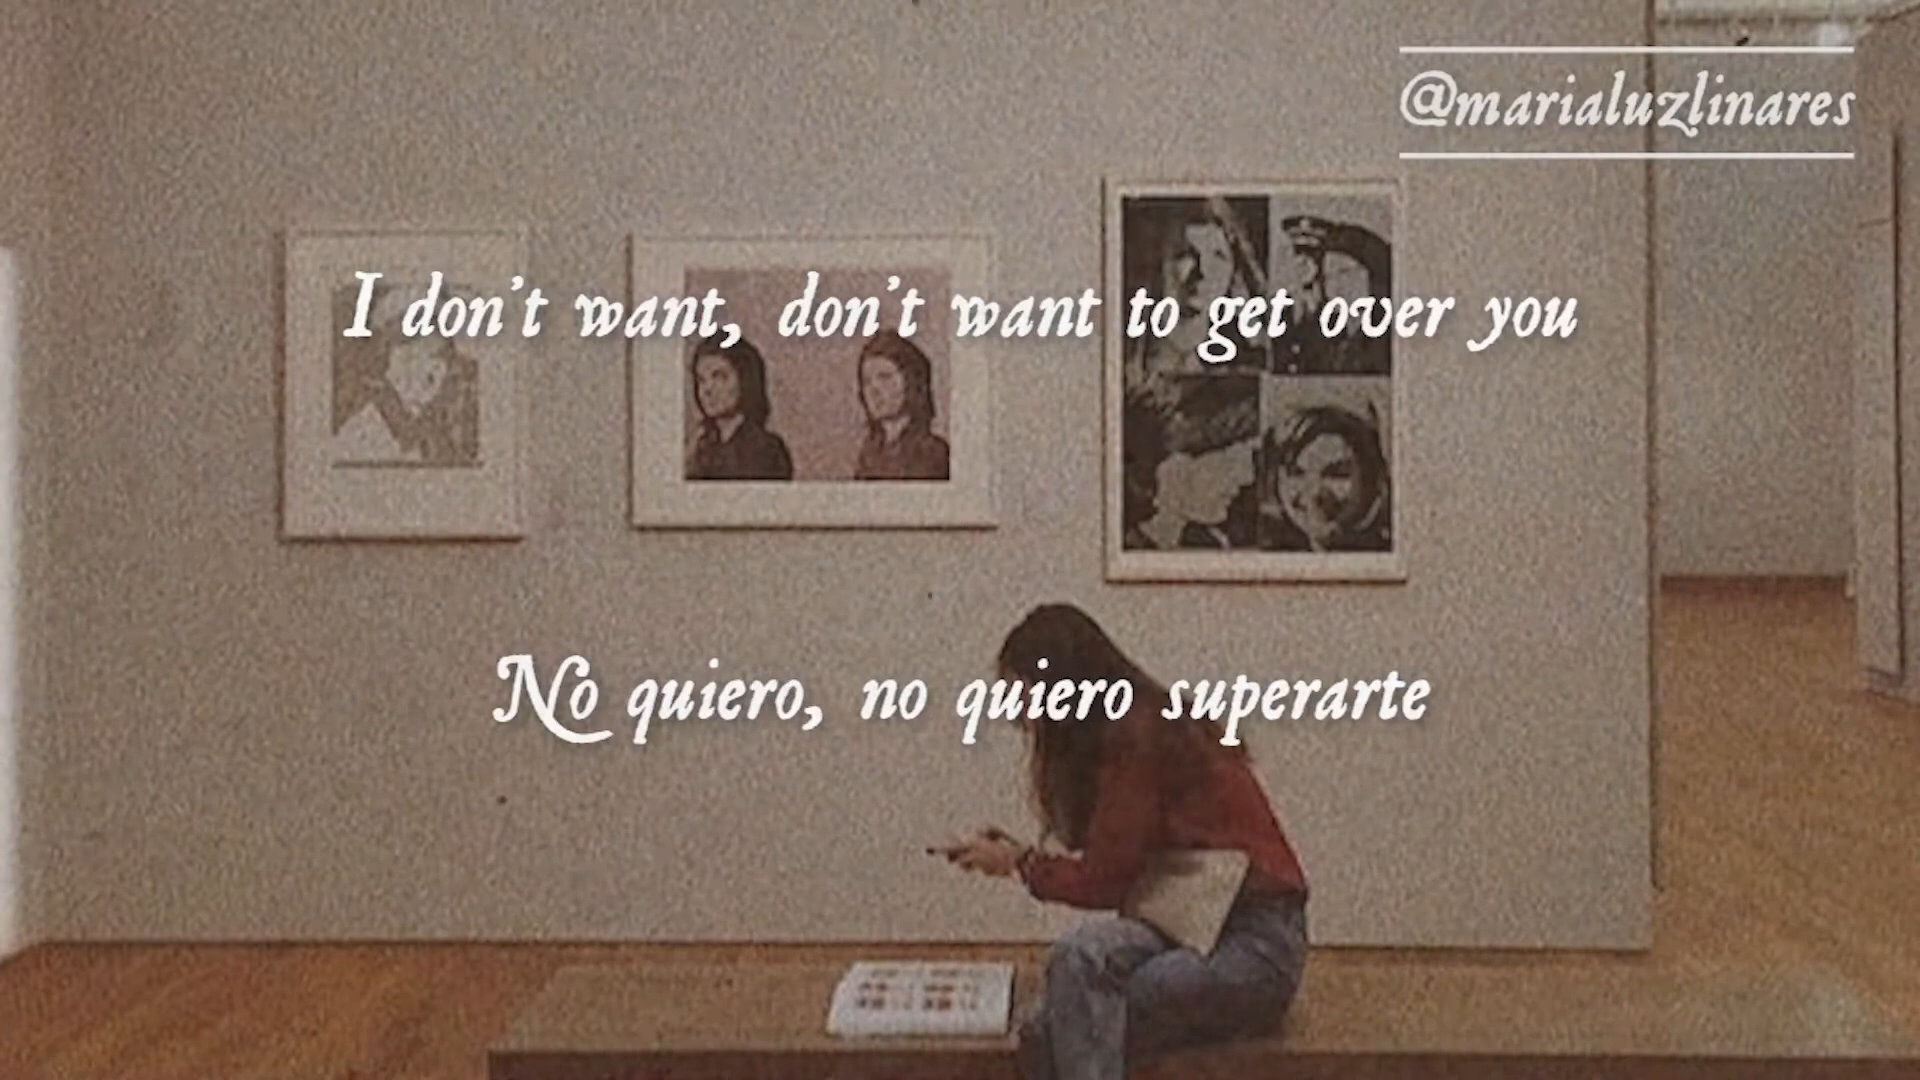 @marialuzlinares
I don't want, don't want to get over you
No quiero, no quiero superarte